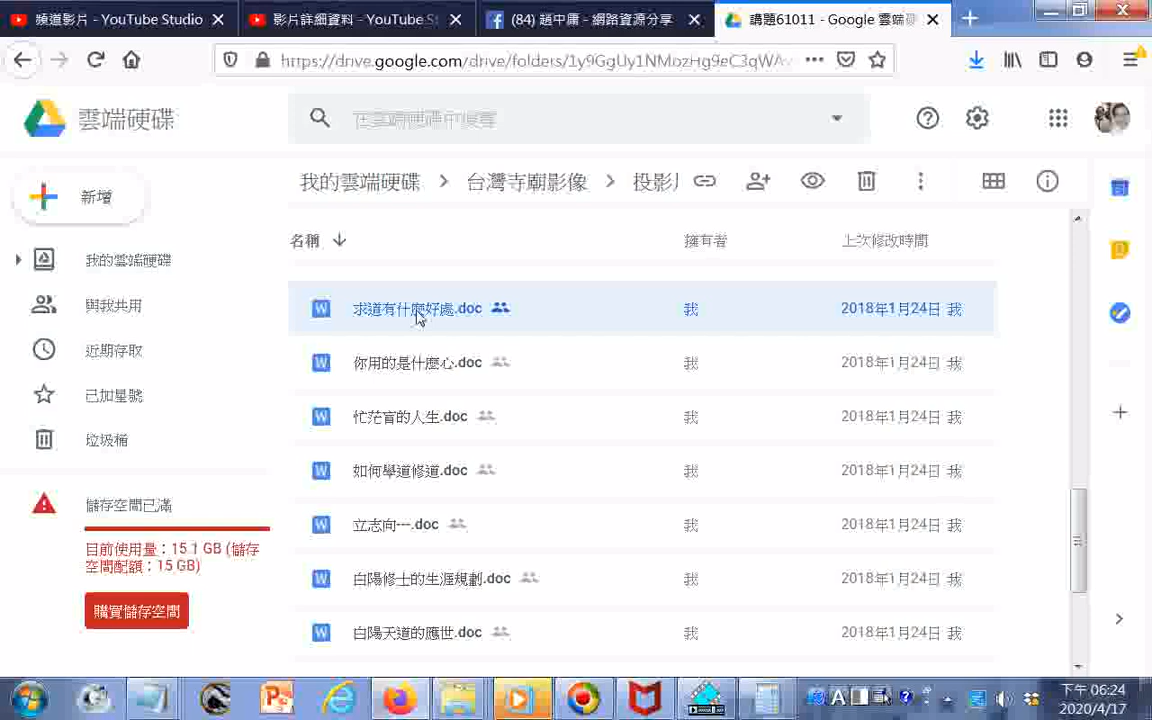 頻道影片 - YouTube Studio
影片詳細資料 - YouTube S
(84) 趙中庸 - 網路資源分享
講題61011 - Google 雲端硬
https://drive.google.com/drive/folders/1y9GgUy1NMozHg9eC3qWA
雲端硬碟
在雲端硬碟中搜尋
新增
我的雲端硬碟 > 台灣寺廟影像 > 投影
名稱
擁有者
上次修改時間
我的雲端硬碟
與我共用
近期存取
已加星號
垃圾桶
儲存空間已滿
目前使用量：15.1 GB (儲存
空間配額：15 GB)
購買儲存空間
求道有什麼好處.doc 我 2018年1月24日 我
你用的是什麼心.doc 我 2018年1月24日 我
忙茫盲的人生.doc 我 2018年1月24日 我
如何學道修道.doc 我 2018年1月24日 我
立志向---.doc 我 2018年1月24日 我
白陽修士的生涯規劃.doc 我 2018年1月24日 我
白陽天道的應世.doc 我 2018年1月24日 我
下午 06:24
2020/4/17